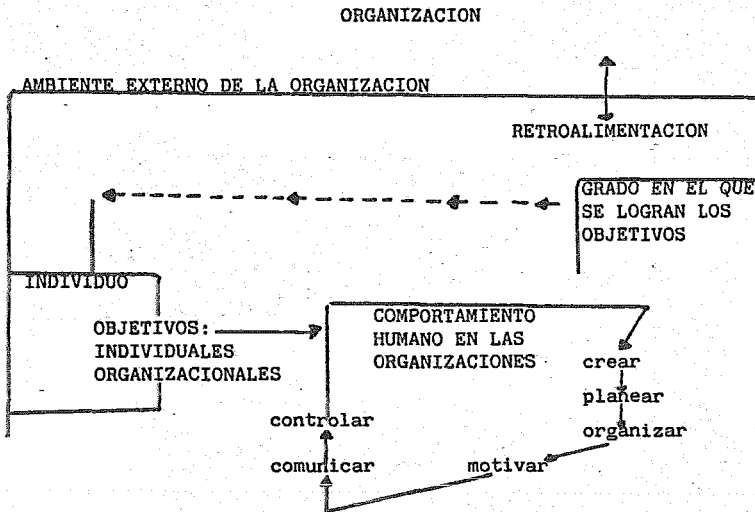 ORGANIZACION
AMBIENTE EXTERNO DE LA ORGANIZACION
RETROALIMENTACION
GRADO EN EL QUE
SE LOGRAN LOS
OBJETIVOS
INDIVIDUO
OBJETIVOS:
INDIVIDUALES
ORGANIZACIONALES
COMPORTAMIENTO
HUMANO EN LAS
ORGANIZACIONES
crear
planear
organizar
motivar
comunicar
controlar